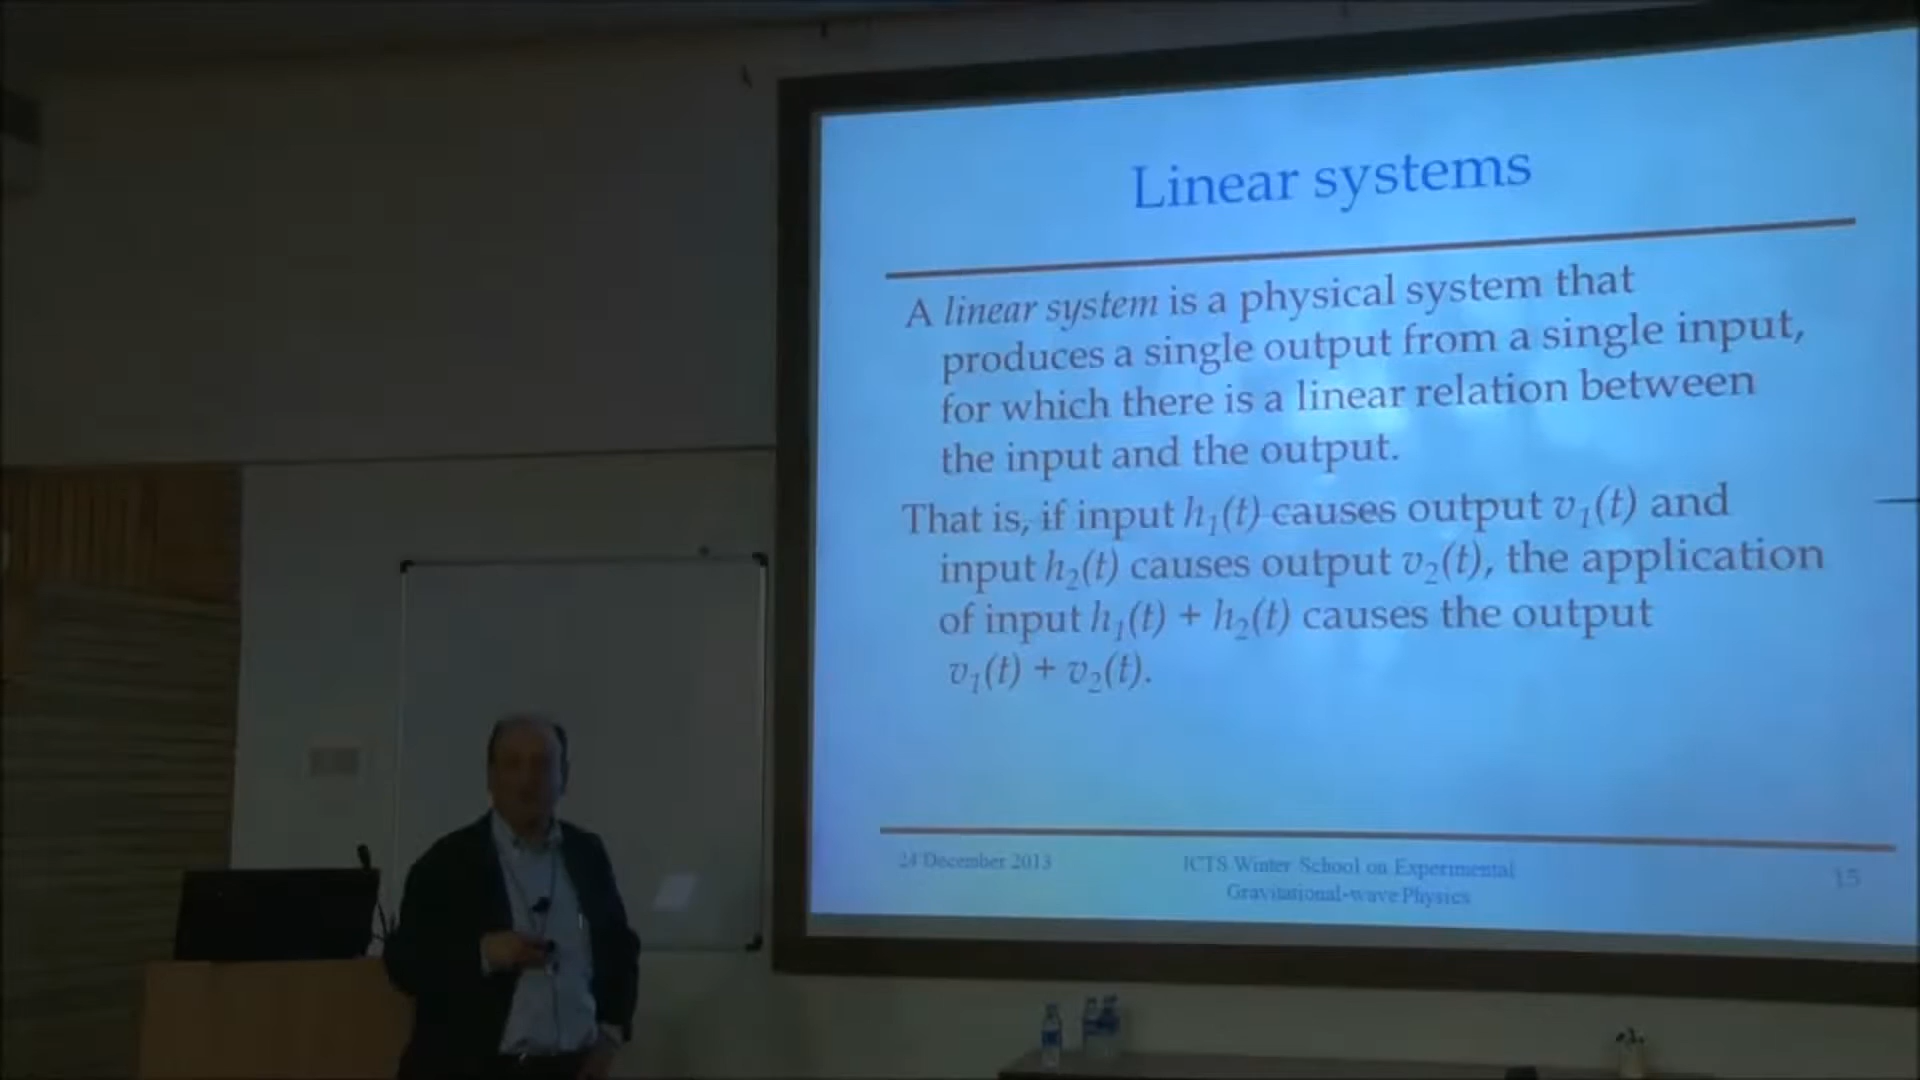 Linear systems
A linear system is a physical system that
produces a single output from a single input,
for which there is a linear relation between
the input and the output.
That is, if input h₁(t) causes output v₁(t) and
input h₂(t) causes output v₂(t), the application
of input h₁(t) + h₂(t) causes the output
v₁(t) + v₂(t).
24 December 2013
ICTS Winter School on Experimental
Gravitational-wave Physics
15